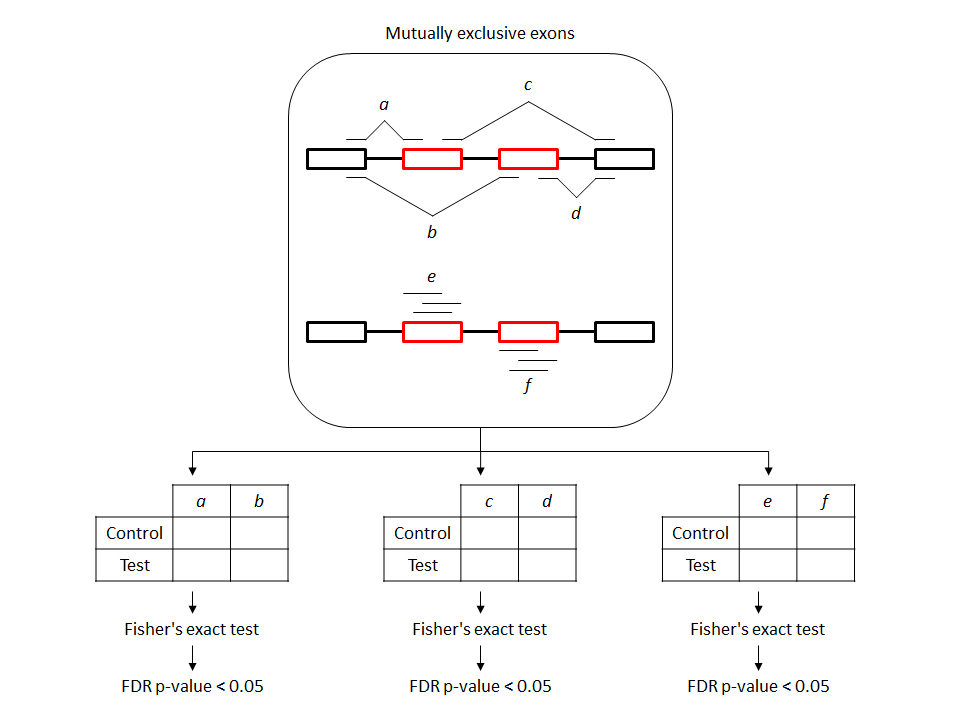 Mutually exclusive exons
c
a
d
b
e
f
a b
c d
e f
Control
Control
Control
Test
Test
Test
Fisher's exact test
Fisher's exact test
Fisher's exact test
FDR p-value < 0.05
FDR p-value < 0.05
FDR p-value < 0.05